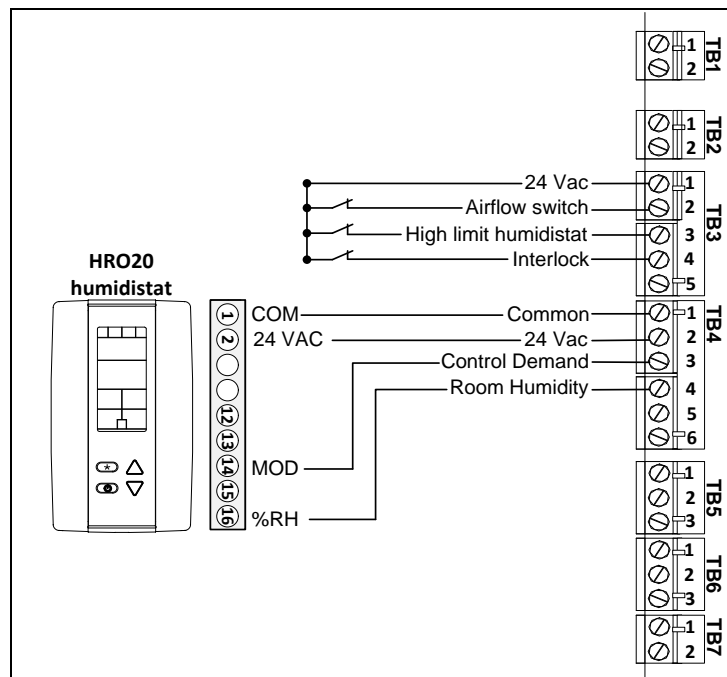 1
2
TB1
1
2
TB2
24 Vac
1
Airflow switch
2
High limit humidistat
3
Interlock
4
5
TB3
HRO20
humidistat
1 COM
Common
1
2 24 VAC
24 Vac
2
Control Demand
3
Room Humidity
4
5
6
TB4
12
13
14 MOD
15
16 %RH
1
2
3
TB5
1
2
3
TB6
1
2
TB7